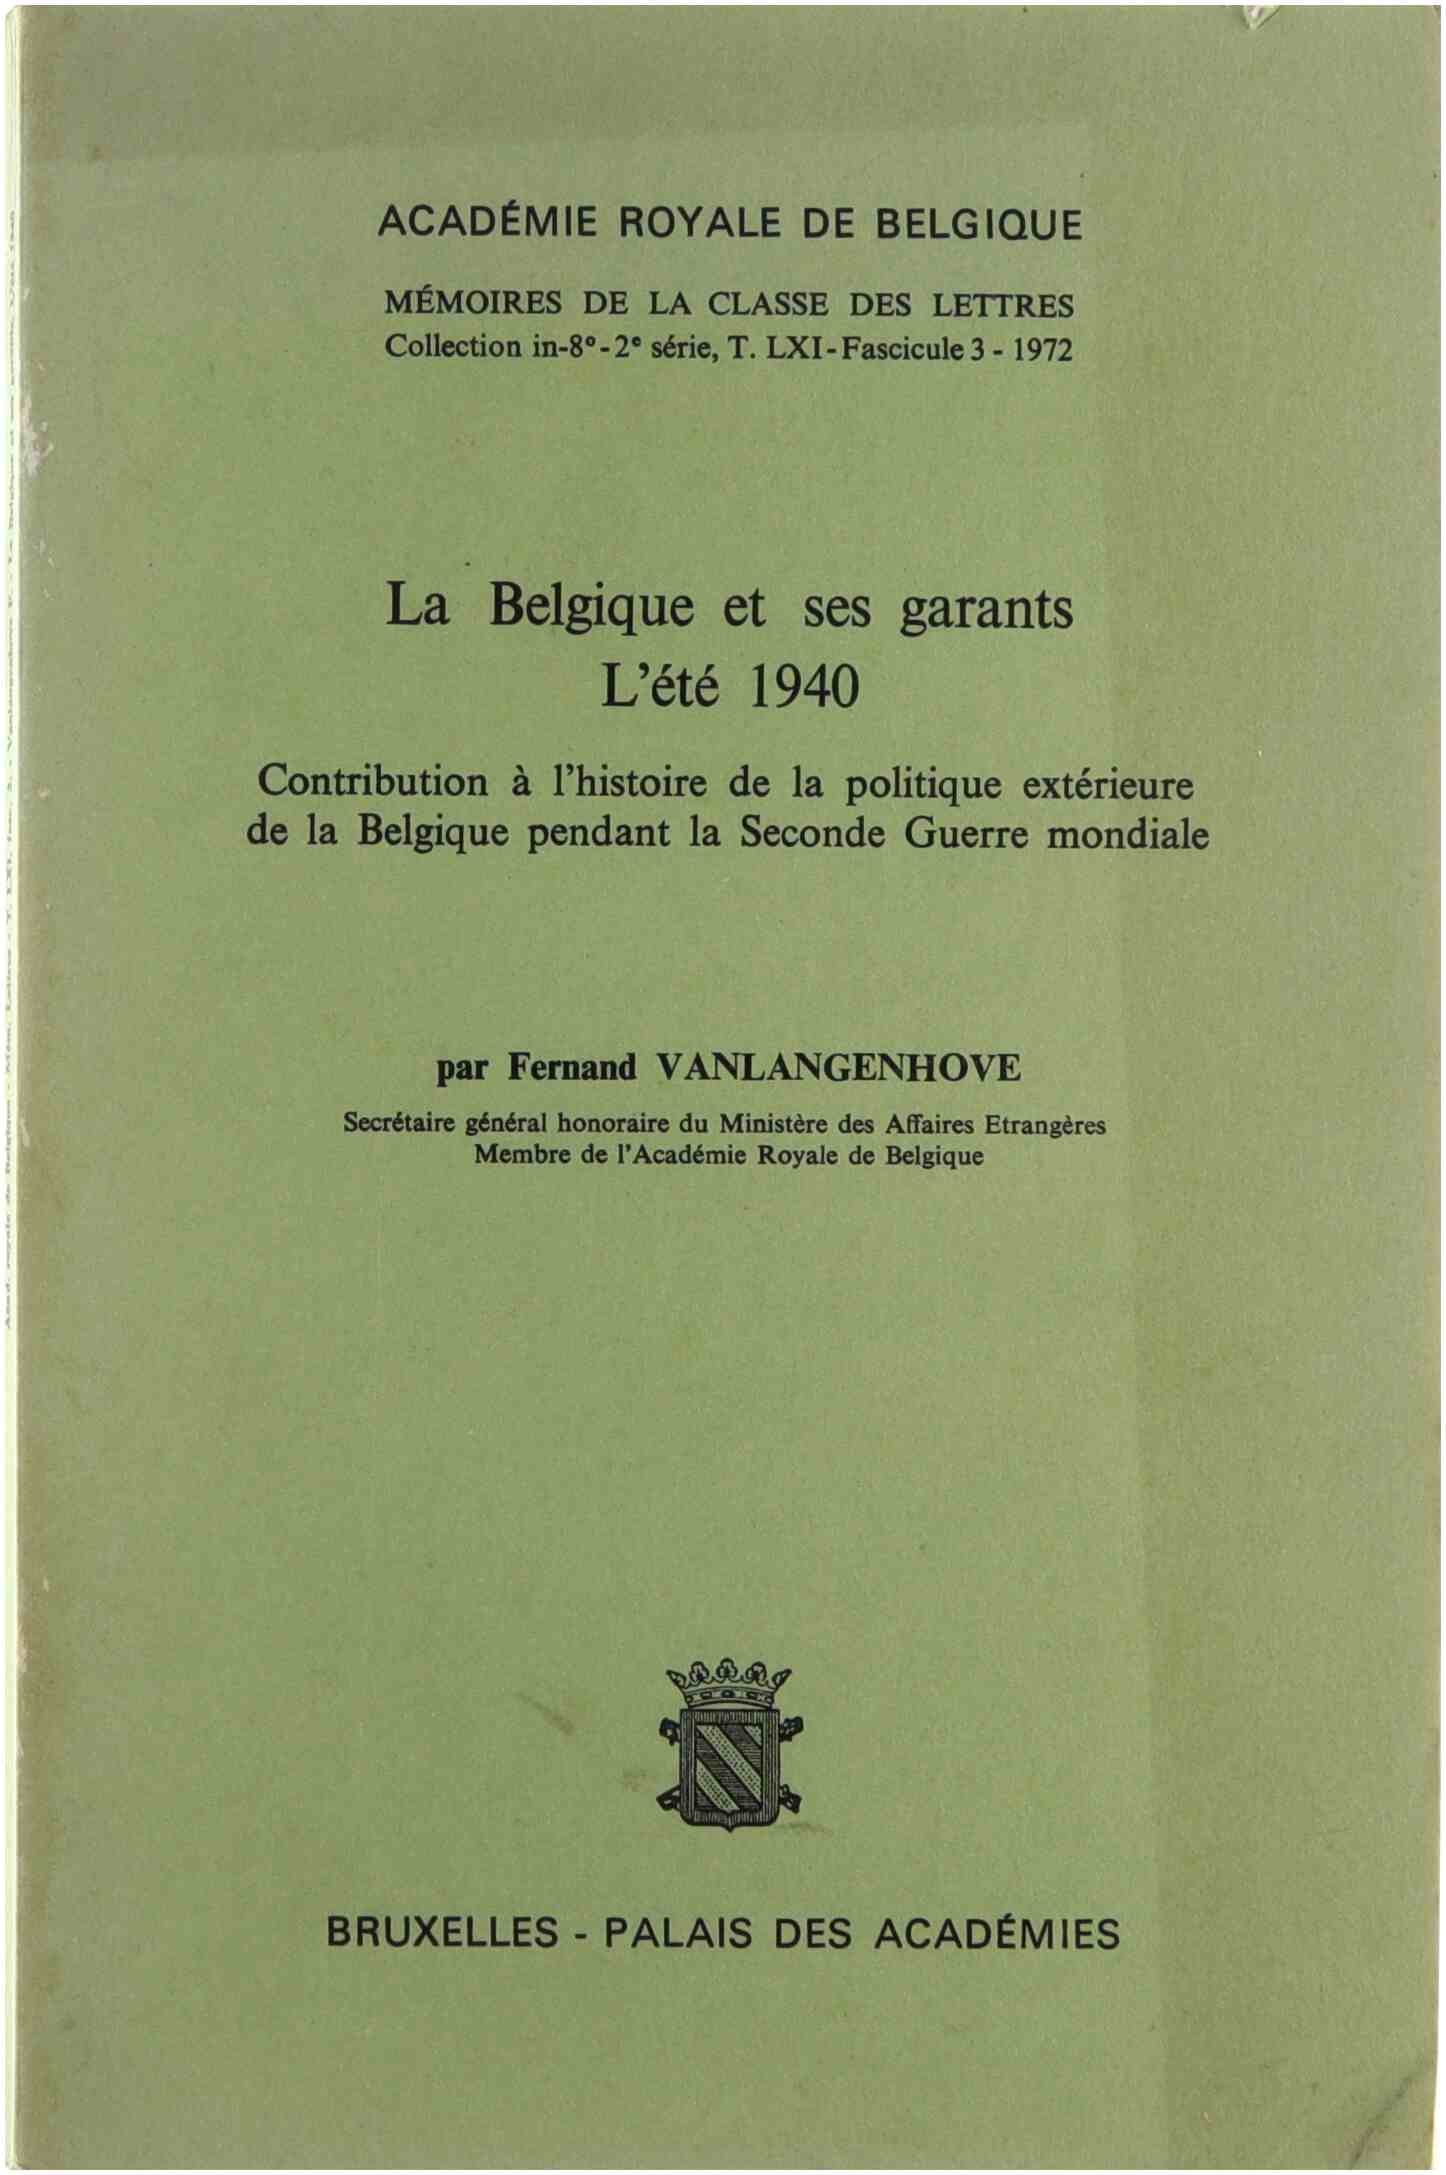 ACADÉMIE ROYALE DE BELGIQUE
MÉMOIRES DE LA CLASSE DES LETTRES
Collection in-8º-2e série, T. LXI-Fascicule 3 - 1972
La Belgique et ses garants
L'été 1940
Contribution à l'histoire de la politique extérieure
de la Belgique pendant la Seconde Guerre mondiale
par Fernand VANLANGENHOVE
Secrétaire général honoraire du Ministère des Affaires Etrangères
Membre de l'Académie Royale de Belgique
BRUXELLES - PALAIS DES ACADÉMIES